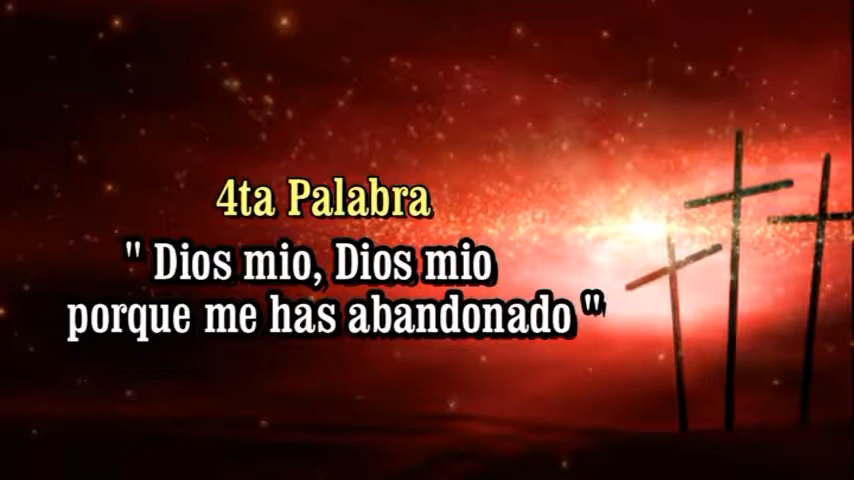 4ta Palabra
" Dios mio, Dios mio
porque me has abandonado "